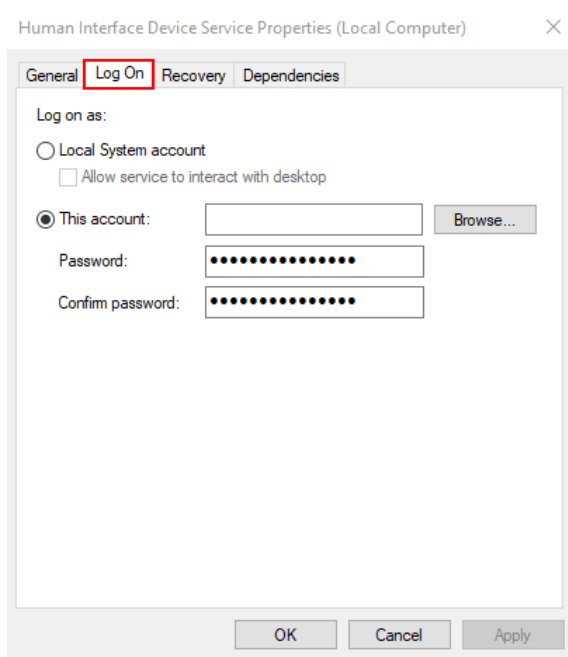 Human Interface Device Service Properties (Local Computer)
General Log On Recovery Dependencies
Log on as:
Local System account
Allow service to interact with desktop
This account:
Browse...
Password: •••••••••••••••
Confirm password: •••••••••••••••
OK Cancel Apply